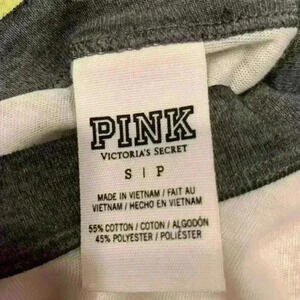 PINK
VICTORIA'S SECRET
S | P
MADE IN VIETNAM / FAIT AU
VIETNAM / HECHO EN VIETNAM
55% COTTON / COTON / ALGODÓN
45% POLYESTER / POLIÉSTER